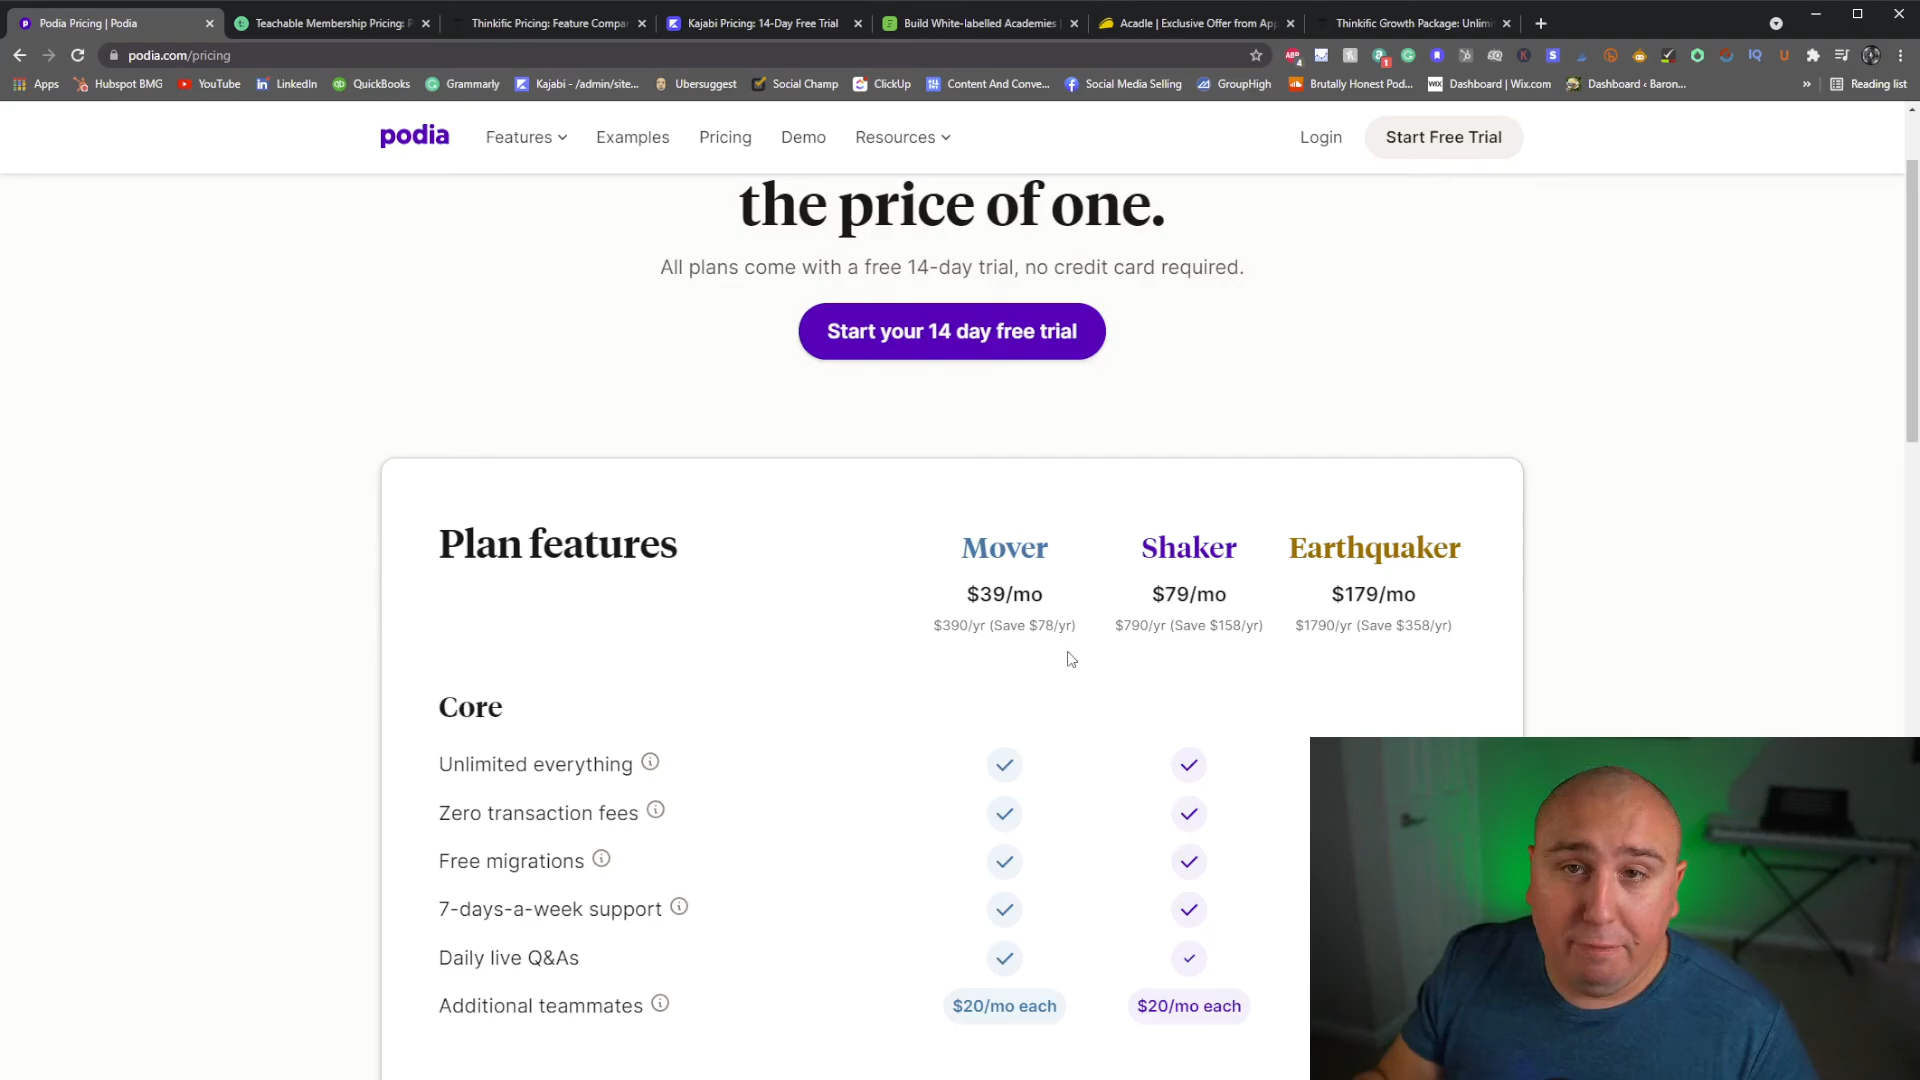 Podia Pricing | Podia
Teachable Membership Pricing: P
Thinkific Pricing: Feature Compa
Kajabi Pricing: 14-Day Free Trial
Build White-labelled Academies
Acadle | Exclusive Offer from App
Thinkific Growth Package: Unlimi
podia.com/pricing
Apps
Hubspot BMG
YouTube
LinkedIn
QuickBooks
Grammarly
Kajabi - /admin/site...
Ubersuggest
Social Champ
ClickUp
Content And Conve...
Social Media Selling
GroupHigh
Brutally Honest Pod...
Dashboard | Wix.com
Dashboard ‹ Baron...
Reading list
podia
Features
Examples
Pricing
Demo
Resources
Login
Start Free Trial
the price of one.
All plans come with a free 14-day trial, no credit card required.
Start your 14 day free trial
Plan features
Mover
Shaker
Earthquaker
$39/mo
$79/mo
$179/mo
$390/yr (Save $78/yr)
$790/yr (Save $158/yr)
$1790/yr (Save $358/yr)
Core
Unlimited everything
Zero transaction fees
Free migrations
7-days-a-week support
Daily live Q&As
Additional teammates
$20/mo each
$20/mo each